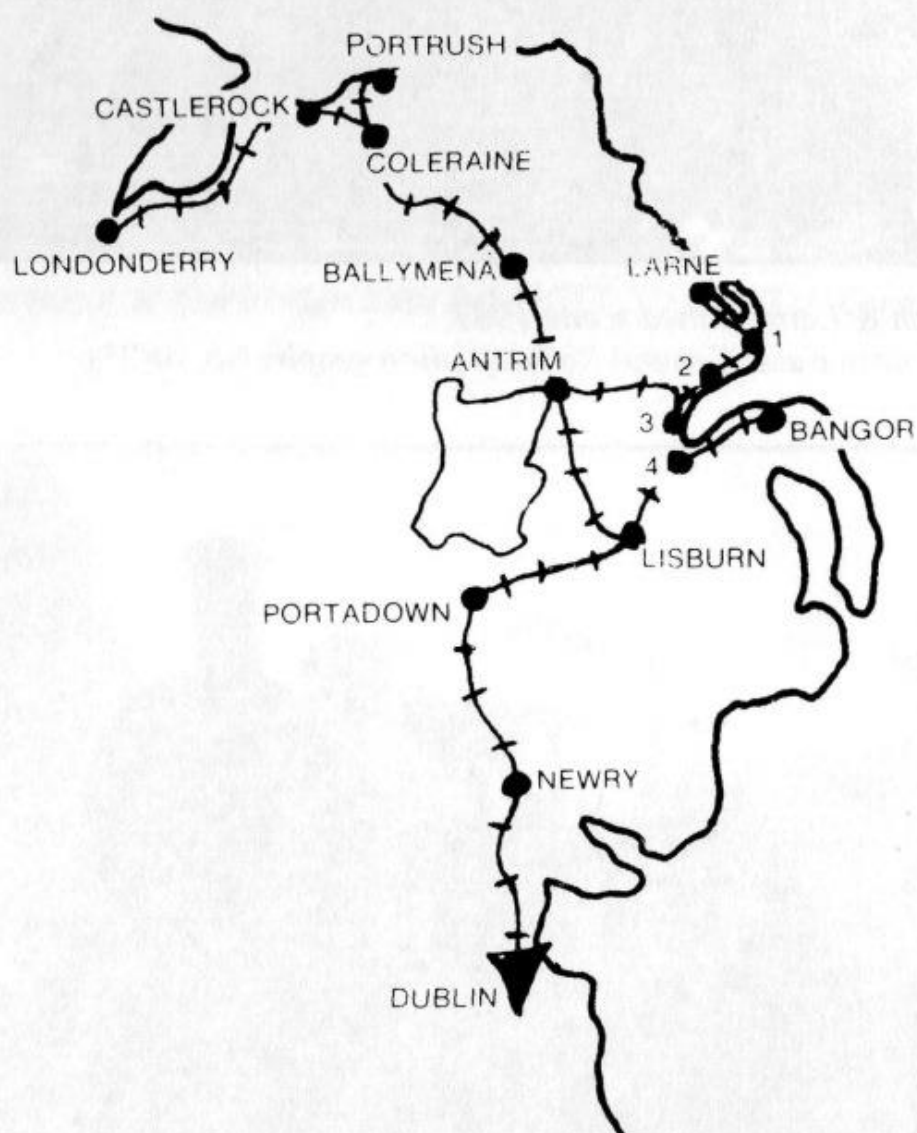 PORTRUSH
CASTLEROCK
COLERAINE
LONDONDERRY
BALLYMENA
LARNE
1
ANTRIM
2
3
BANGOR
4
LISBURN
PORTADOWN
NEWRY
DUBLIN